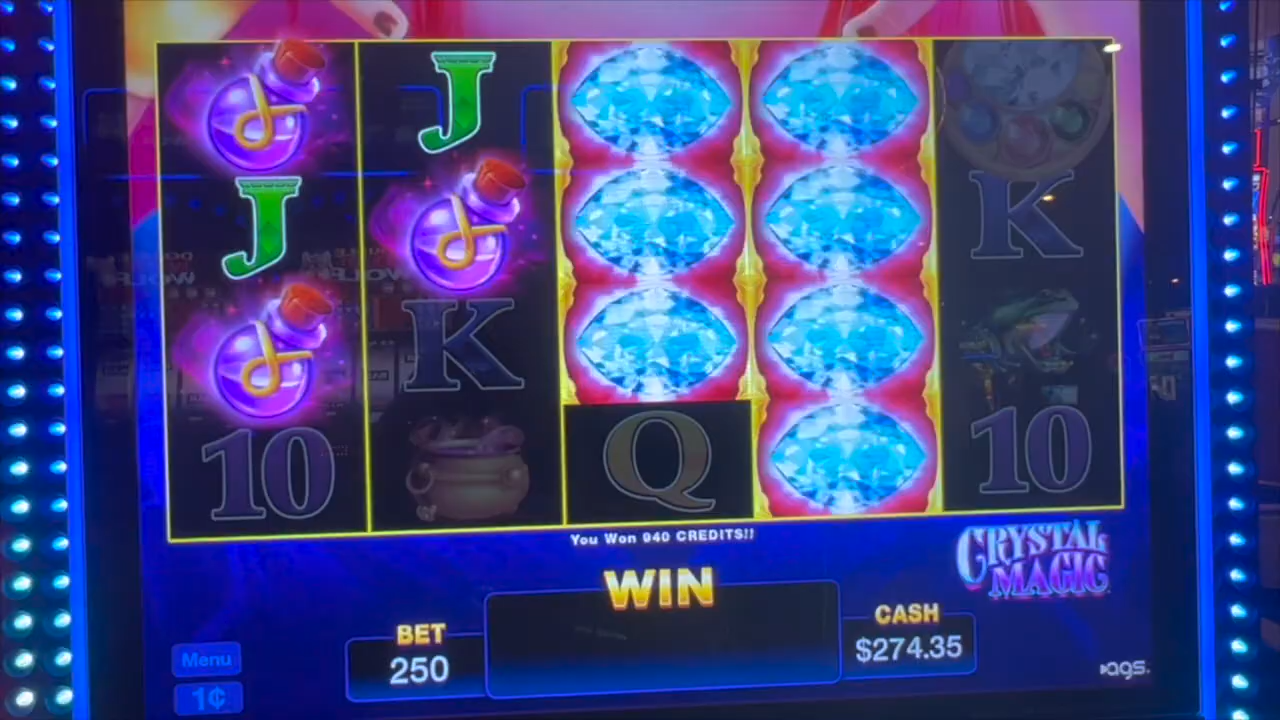 J
J
K
K
10
Q
10
You Won 940 CREDITS!!
CRYSTAL
MAGIC
WIN
BET
250
CASH
$274.35
Menu
1¢
ags.